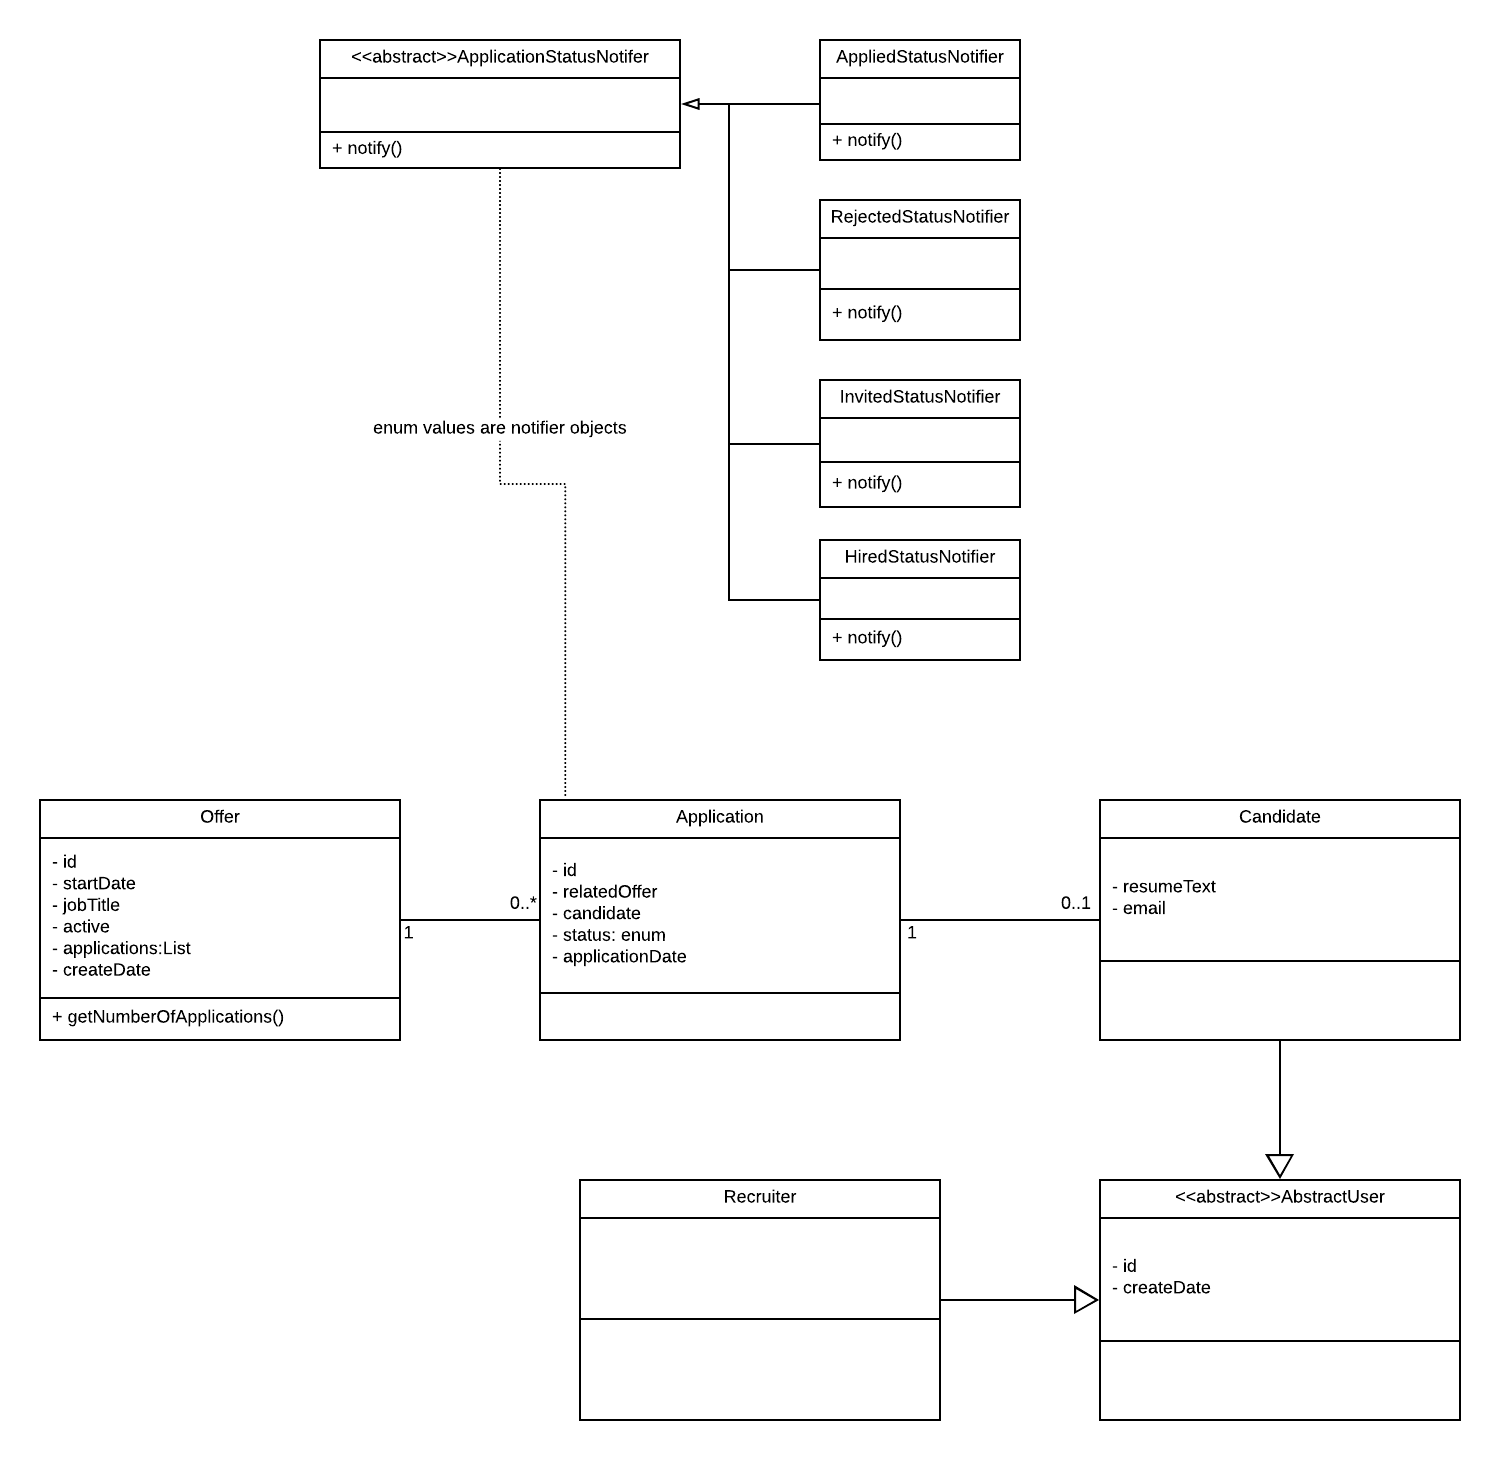 <<abstract>>ApplicationStatusNotifer
+ notify()
AppliedStatusNotifier
+ notify()
RejectedStatusNotifier
+ notify()
InvitedStatusNotifier
+ notify()
HiredStatusNotifier
+ notify()
enum values are notifier objects
Offer
- id
- startDate
- jobTitle
- active
- applications:List
- createDate
+ getNumberOfApplications()
0..*
1
Application
- id
- relatedOffer
- candidate
- status: enum
- applicationDate
0..1
1
Candidate
- resumeText
- email
Recruiter
<<abstract>>AbstractUser
- id
- createDate